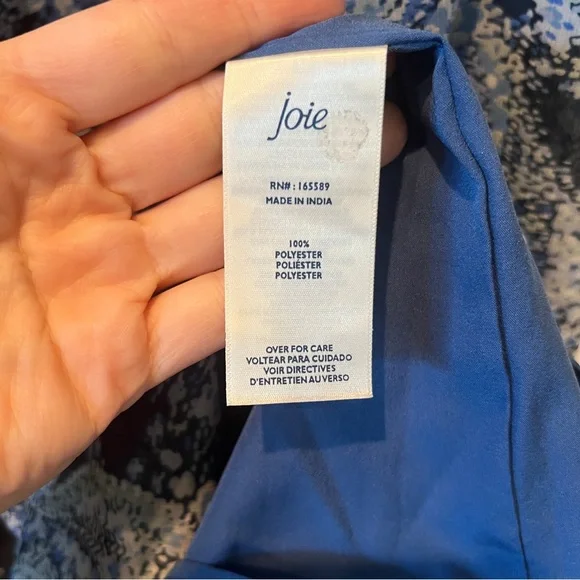 joie
RN#: 165589
MADE IN INDIA
100%
POLYESTER
POLIÉSTER
POLYESTER
OVER FOR CARE
VOLTEAR PARA CUIDADO
VOIR DIRECTIVES
D'ENTRETIEN AU VERSO